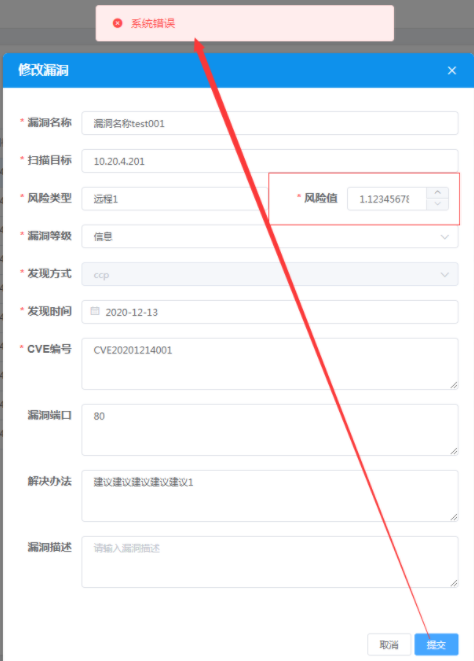 系统错误
修改漏洞
* 漏洞名称 漏洞名称test001
* 扫描目标 10.20.4.201
* 风险类型 远程1 * 风险值 1.12345678
* 漏洞等级 信息
* 发现方式 ccp
* 发现时间 2020-12-13
* CVE编号 CVE20201214001
漏洞端口 80
解决办法 建议建议建议建议建议1
漏洞描述 请输入漏洞描述
取消 提交